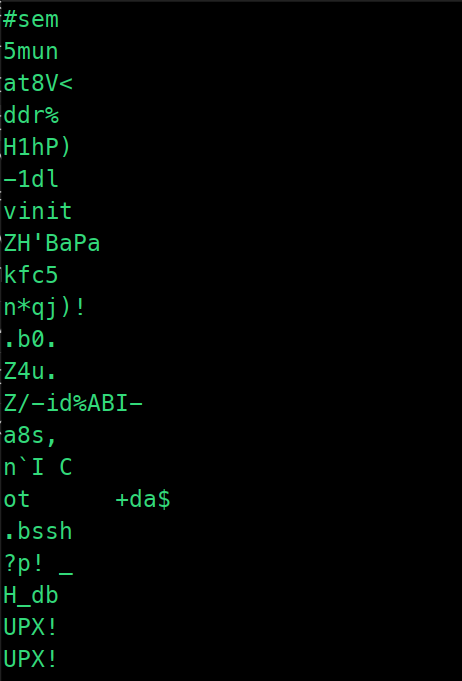 #sem
5mun
at8V<
ddr%
H1hP)
-1dl
vinit
ZH'BaPa
kfc5
n*qj)!
.b0.
Z4u.
Z/-id%ABI-
a8s,
n`I C
ot      +da$
.bssh
?p! _
H_db
UPX!
UPX!